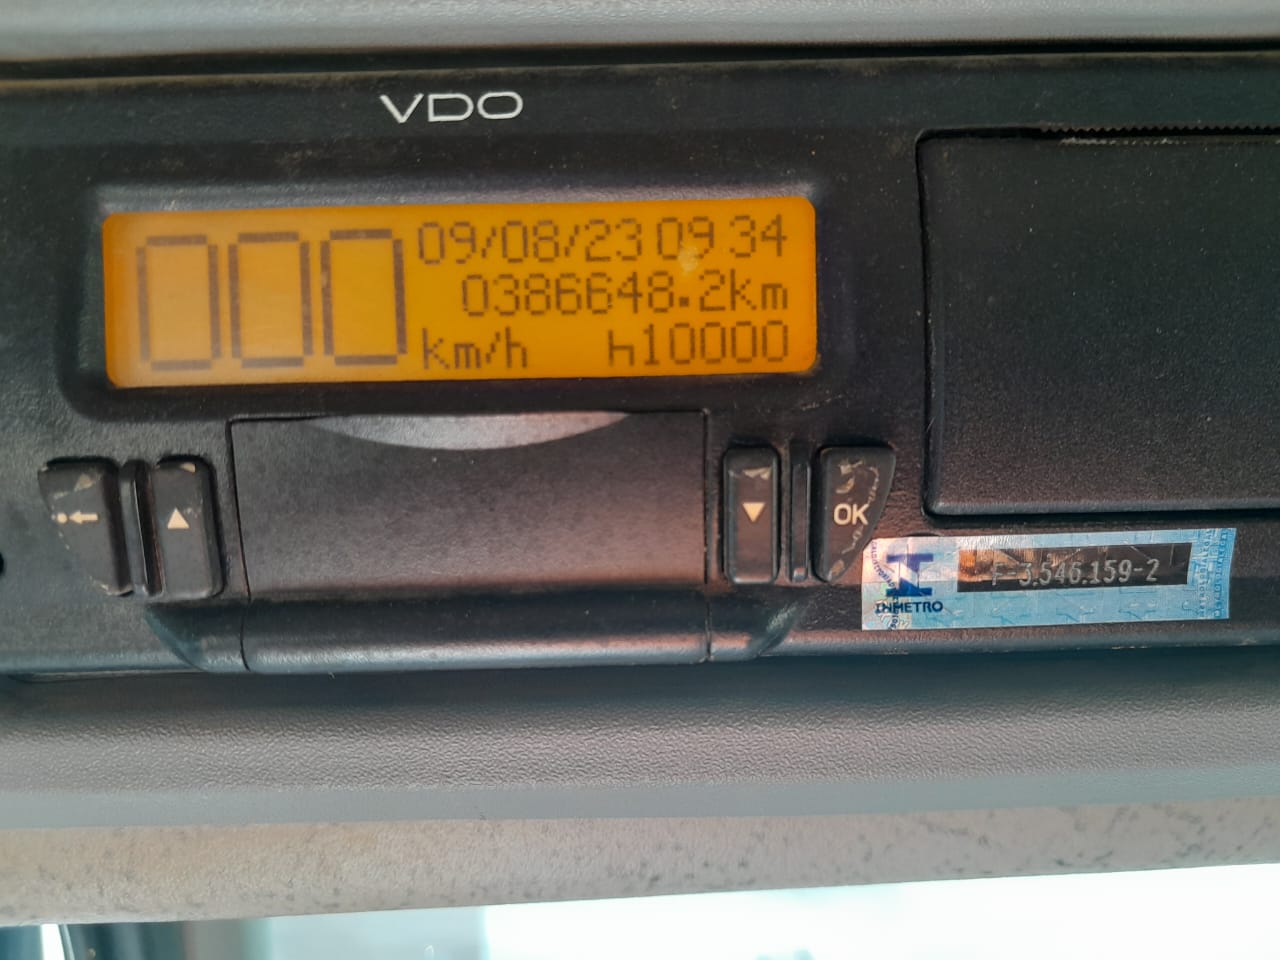 VDO
000
09/08/23 09 34
0386648.2km
km/h h10000
OK
INMETRO
F-3.546.159-2